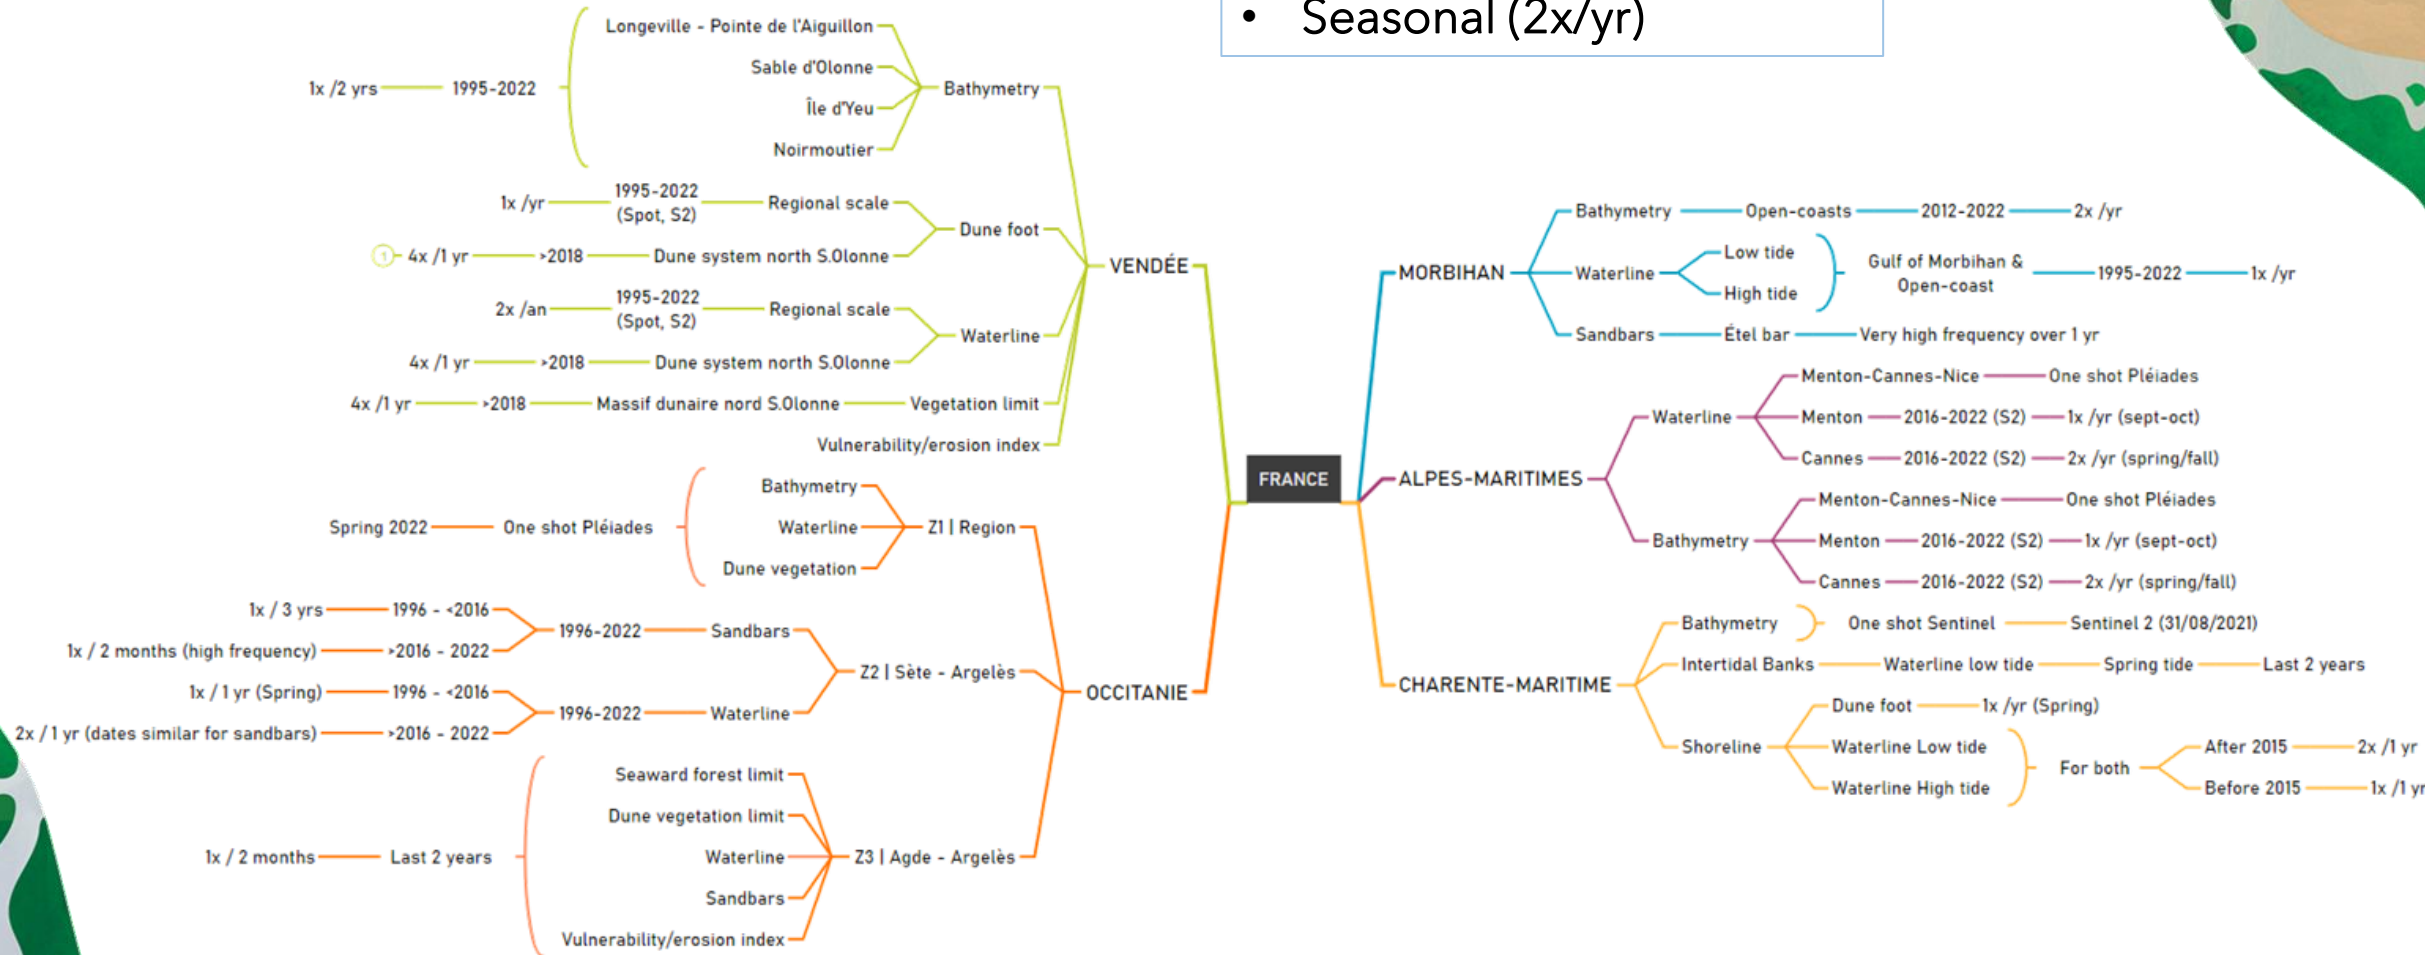 • Seasonal (2x/yr)
Longeville - Pointe de l'Aiguillon
Sable d'Olonne
Île d'Yeu
Noirmoutier
1x /2 yrs
1995-2022
Bathymetry
1x /yr
1995-2022
(Spot, S2)
Regional scale
Dune foot
1
4x /1 yr
>2018
Dune system north S.Olonne
VENDÉE
2x /an
1995-2022
(Spot, S2)
Regional scale
Waterline
4x /1 yr
>2018
Dune system north S.Olonne
4x /1 yr
>2018
Massif dunaire nord S.Olonne
Vegetation limit
Vulnerability/erosion index
Bathymetry
Spring 2022
One shot Pléiades
Waterline
Z1 | Region
Dune vegetation
1x / 3 yrs
1996 - <2016
1996-2022
Sandbars
1x / 2 months (high frequency)
>2016 - 2022
Z2 | Sète - Argelès
1x / 1 yr (Spring)
1996 - <2016
1996-2022
Waterline
2x / 1 yr (dates similar for sandbars)
>2016 - 2022
OCCITANIE
Seaward forest limit
Dune vegetation limit
1x / 2 months
Last 2 years
Waterline
Z3 | Agde - Argelès
Sandbars
Vulnerability/erosion index
FRANCE
MORBIHAN
Bathymetry
Open-coasts
2012-2022
2x /yr
Waterline
Low tide
High tide
Gulf of Morbihan &
Open-coast
1995-2022
1x /yr
Sandbars
Étel bar
Very high frequency over 1 yr
ALPES-MARITIMES
Waterline
Menton-Cannes-Nice
One shot Pléiades
Menton
2016-2022 (S2)
1x /yr (sept-oct)
Cannes
2016-2022 (S2)
2x /yr (spring/fall)
Bathymetry
Menton-Cannes-Nice
One shot Pléiades
Menton
2016-2022 (S2)
1x /yr (sept-oct)
Cannes
2016-2022 (S2)
2x /yr (spring/fall)
CHARENTE-MARITIME
Bathymetry
One shot Sentinel
Sentinel 2 (31/08/2021)
Intertidal Banks
Waterline low tide
Spring tide
Last 2 years
Shoreline
Dune foot
1x /yr (Spring)
Waterline Low tide
Waterline High tide
For both
After 2015
2x /1 yr
Before 2015
1x /1 yr